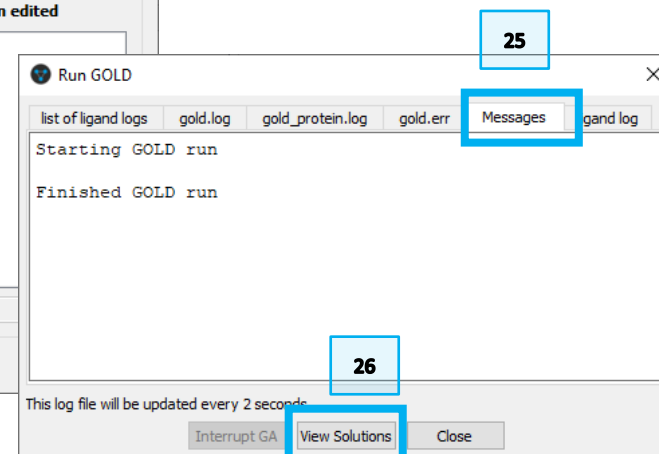 n edited
25
Run GOLD
list of ligand logs gold.log gold_protein.log gold.err Messages gand log
Starting GOLD run
Finished GOLD run
26
This log file will be updated every 2 seconds
Interrupt GA View Solutions Close